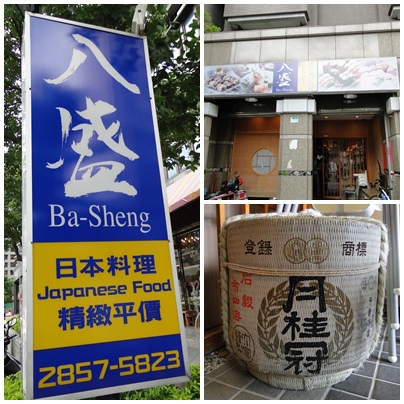 八盛
Ba-Sheng
日本料理
Japanese Food
精緻平價
2857-5823
八盛
登録 商標
月桂冠